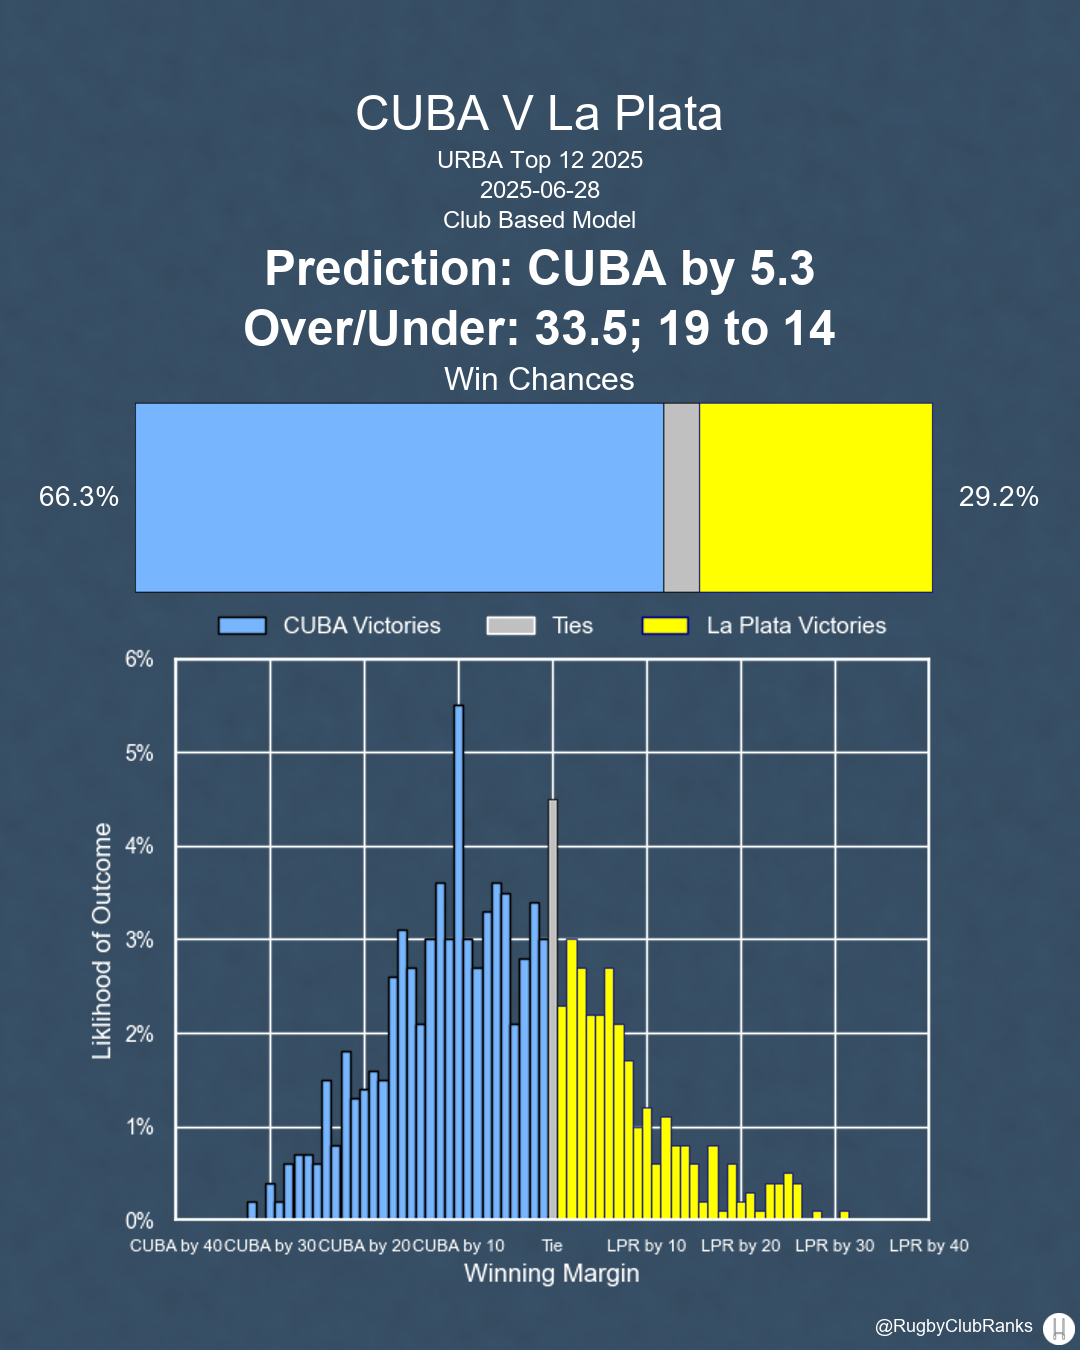 CUBA V La Plata
URBA Top 12 2025
2025-06-28
Club Based Model
Prediction: CUBA by 5.3
Over/Under: 33.5; 19 to 14
Win Chances
66.3%
29.2%
CUBA Victories
Ties
La Plata Victories
6%
5%
4%
3%
2%
1%
0%
Liklihood of Outcome
CUBA by 40
CUBA by 30
CUBA by 20
CUBA by 10
Tie
LPR by 10
LPR by 20
LPR by 30
LPR by 40
Winning Margin
@RugbyClubRanks